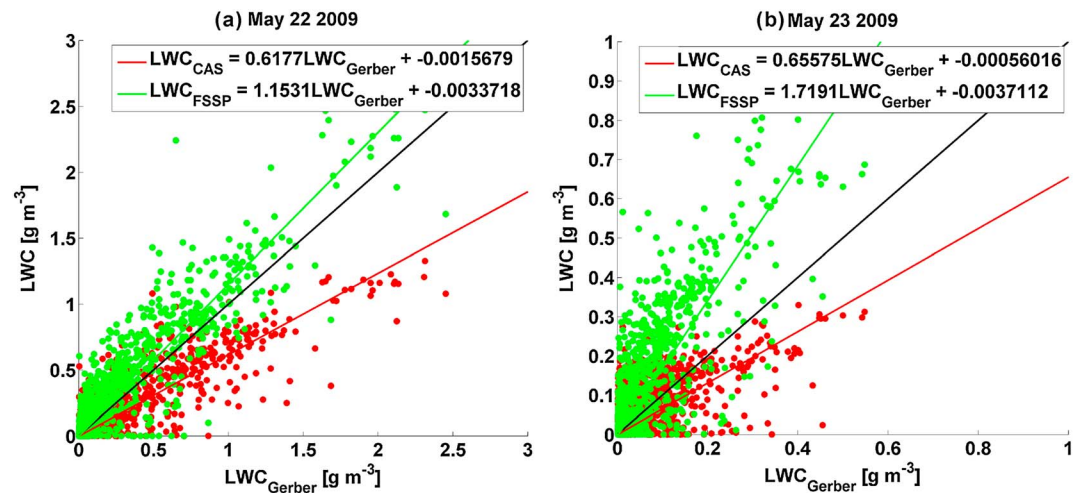 (a) May 22 2009
3
2.5
2
1.5
1
0.5
0
LWC [g m⁻³]
LWC_CAS = 0.6177LWC_Gerber + -0.0015679
LWC_FSSP = 1.1531LWC_Gerber + -0.0033718
0 0.5 1 1.5 2 2.5 3
LWC_Gerber [g m⁻³]
(b) May 23 2009
1
0.9
0.8
0.7
0.6
0.5
0.4
0.3
0.2
0.1
0
LWC [g m⁻³]
LWC_CAS = 0.65575LWC_Gerber + -0.00056016
LWC_FSSP = 1.7191LWC_Gerber + -0.0037112
0 0.2 0.4 0.6 0.8 1
LWC_Gerber [g m⁻³]